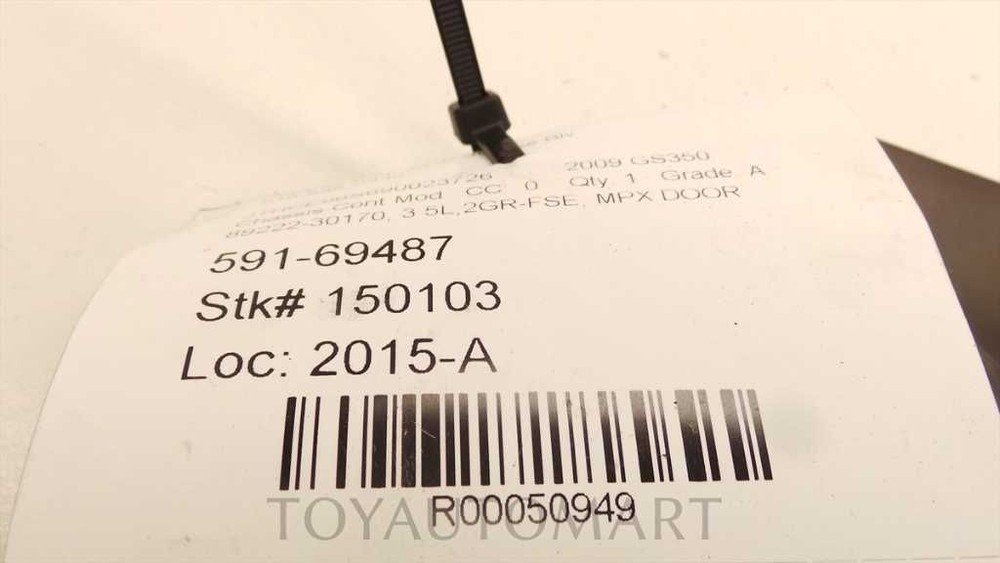 2009 GS350
Chassis Cont Mod CC 0 Qty 1 Grade A
89222-30170, 3 5L,2GR-FSE, MPX DOOR
591-69487
Stk# 150103
Loc: 2015-A
R00050949
TOYAUTOMART